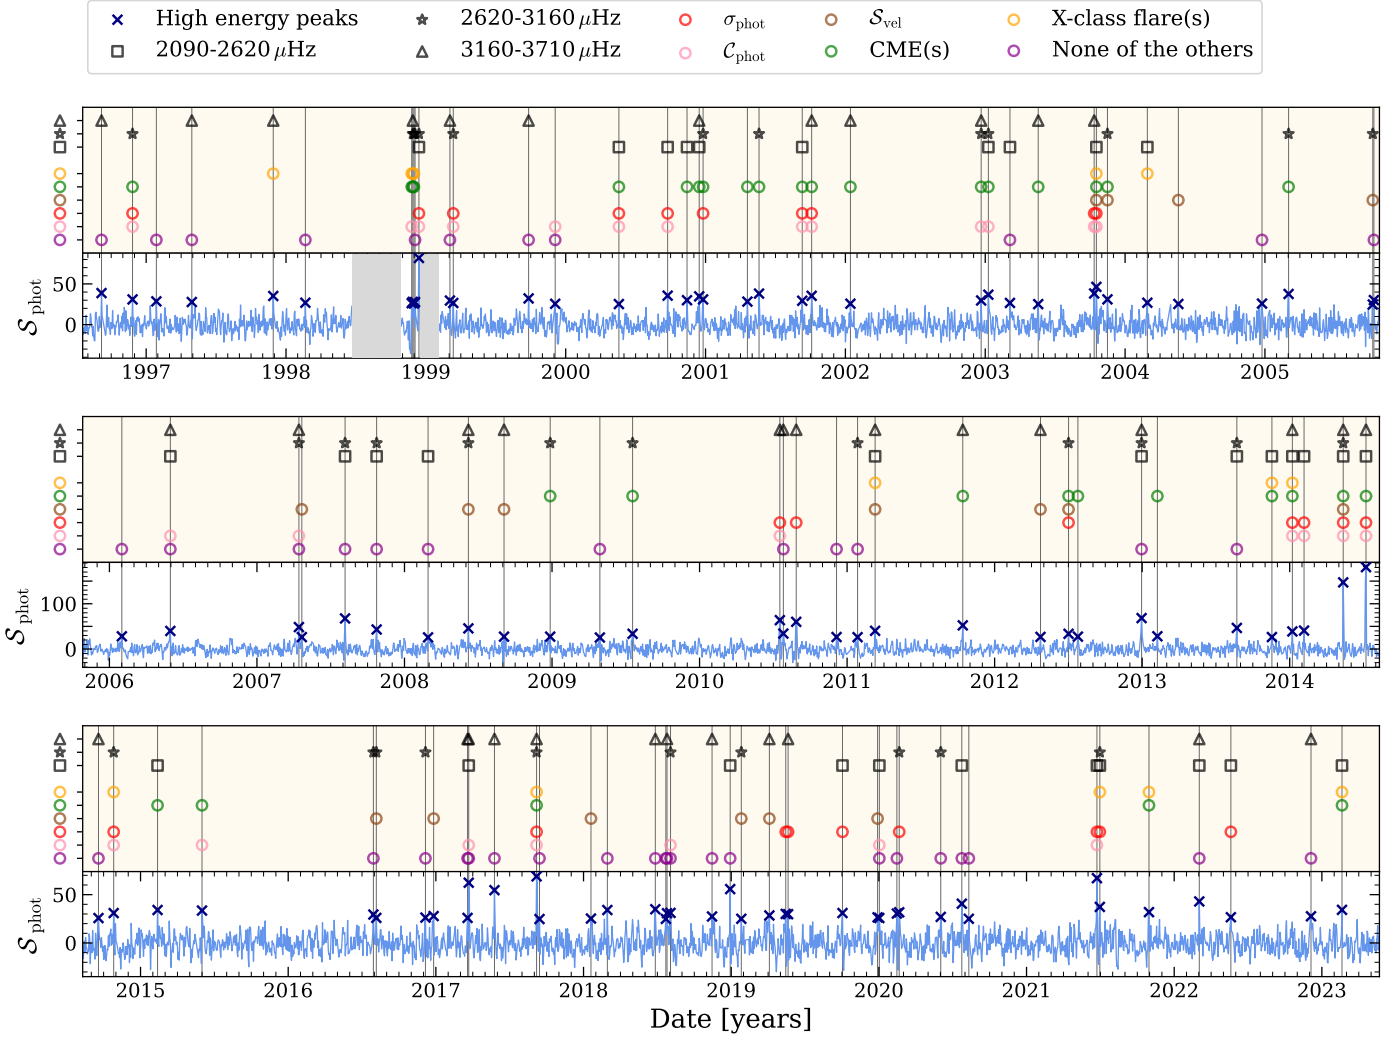 High energy peaks 2620-3160 μHz σphot 𝒮vel X-class flare(s)
2090-2620 μHz 3160-3710 μHz 𝒞phot CME(s) None of the others
50
0
𝒮phot
1997 1998 1999 2000 2001 2002 2003 2004 2005
100
0
𝒮phot
2006 2007 2008 2009 2010 2011 2012 2013 2014
50
0
𝒮phot
2015 2016 2017 2018 2019 2020 2021 2022 2023
Date [years]